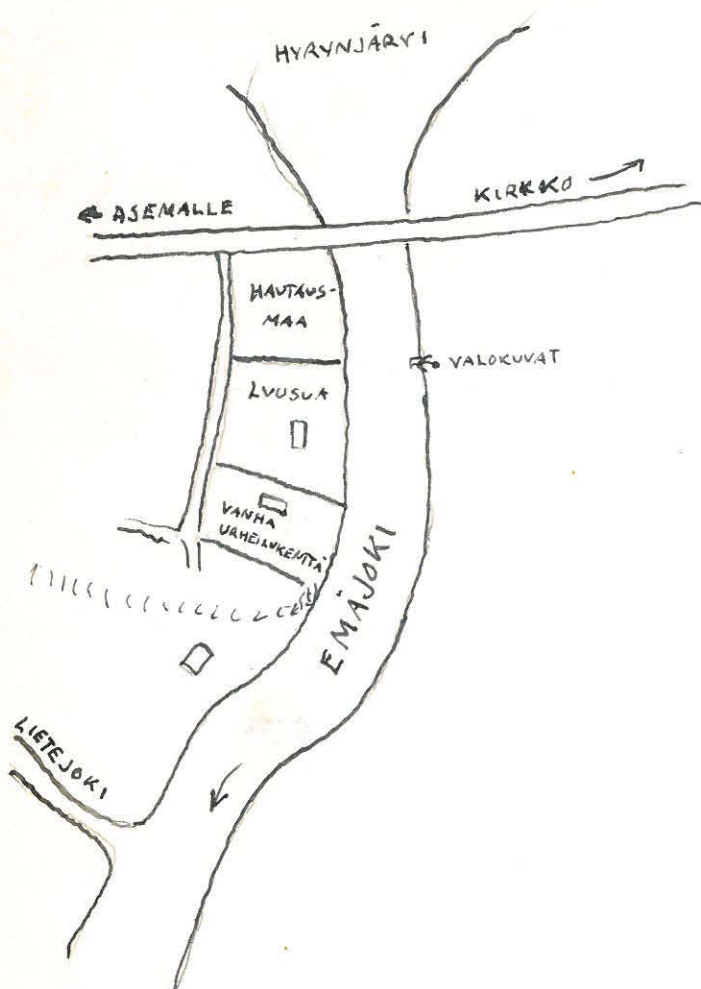 HYRYNJÄRVI
KIRKKO
ASEMALLE
HAUTAUS-
MAA
VALOKUVAT
LUUSUA
VANHA
URHEILUKENTTÄ
EMÄJOKI
LIETEJOKI